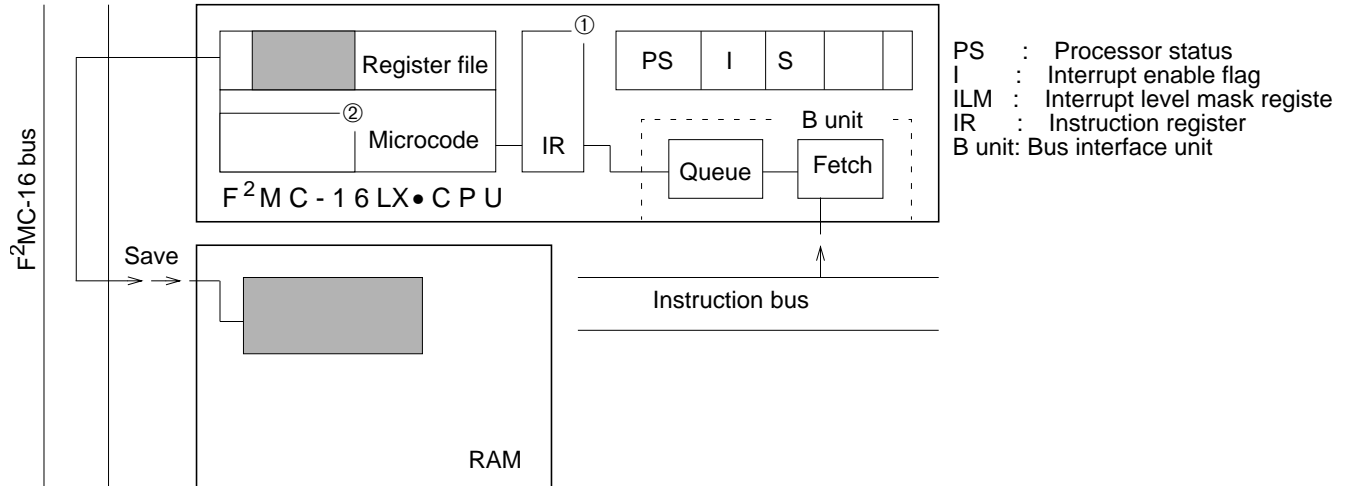 ①
Register file
PS I S
②
Microcode
IR
B unit
Queue
Fetch
F²MC-16LX•CPU
PS : Processor status
I : Interrupt enable flag
ILM : Interrupt level mask registe
IR : Instruction register
B unit: Bus interface unit
F²MC-16 bus
Save
Instruction bus
RAM